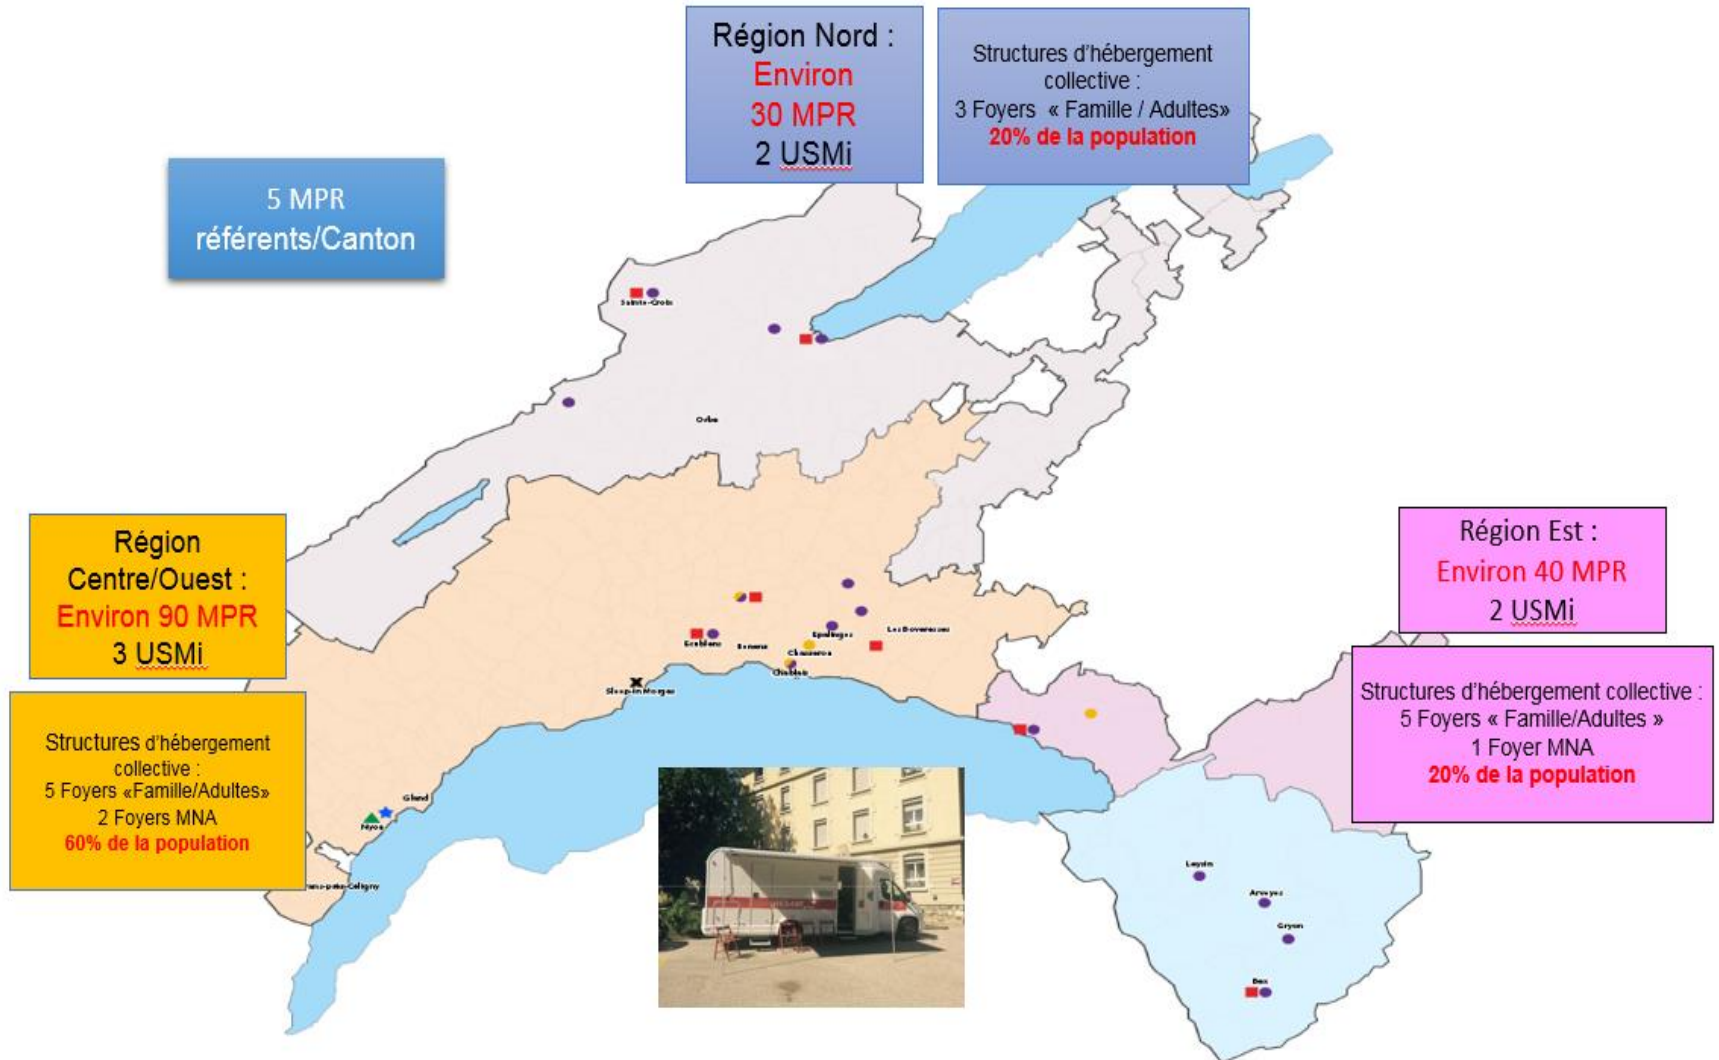 Région Nord :
Environ
30 MPR
2 USMi
Structures d'hébergement
collective :
3 Foyers « Famille / Adultes»
20% de la population
5 MPR
référents/Canton
Sainte-Croix
Orbe
Région
Centre/Ouest :
Environ 90 MPR
3 USMi
Structures d'hébergement
collective :
5 Foyers «Famille/Adultes»
2 Foyers MNA
60% de la population
Région Est :
Environ 40 MPR
2 USMi
Structures d'hébergement collective :
5 Foyers « Famille/Adultes »
1 Foyer MNA
20% de la population
Epalinges
Les Boveresses
Ecublens
Chasseron
Chablais
Sleep-in Morges
Gland
Nyon
Leysin
Arveyes
Gryon
Bex